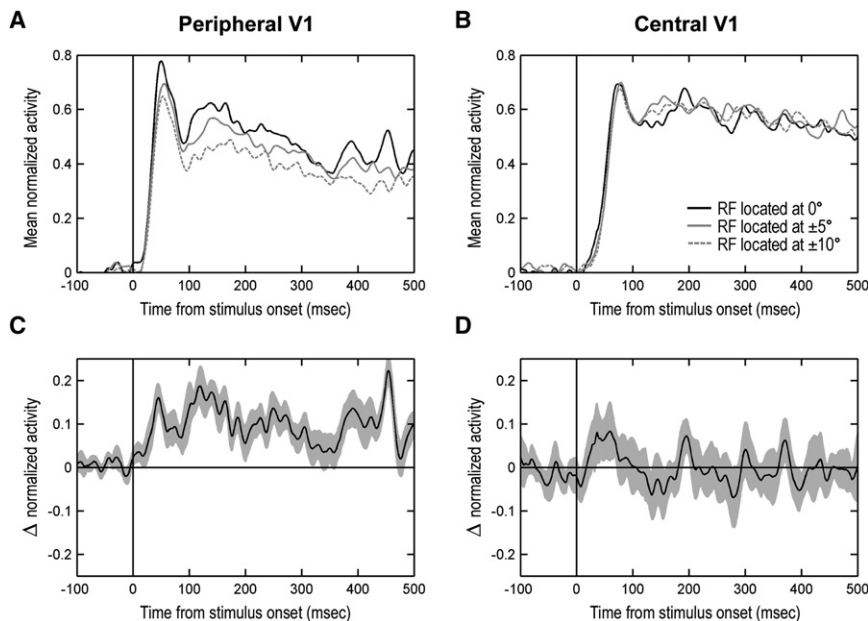 A
Peripheral V1
Mean normalized activity
0.8
0.6
0.4
0.2
0
-100 0 100 200 300 400 500
Time from stimulus onset (msec)
B
Central V1
Mean normalized activity
0.8
0.6
0.4
0.2
0
RF located at 0°
RF located at ±5°
RF located at ±10°
-100 0 100 200 300 400 500
Time from stimulus onset (msec)
C
Δ normalized activity
0.2
0.1
0
-0.1
-0.2
-100 0 100 200 300 400 500
Time from stimulus onset (msec)
D
Δ normalized activity
0.2
0.1
0
-0.1
-0.2
-100 0 100 200 300 400 500
Time from stimulus onset (msec)